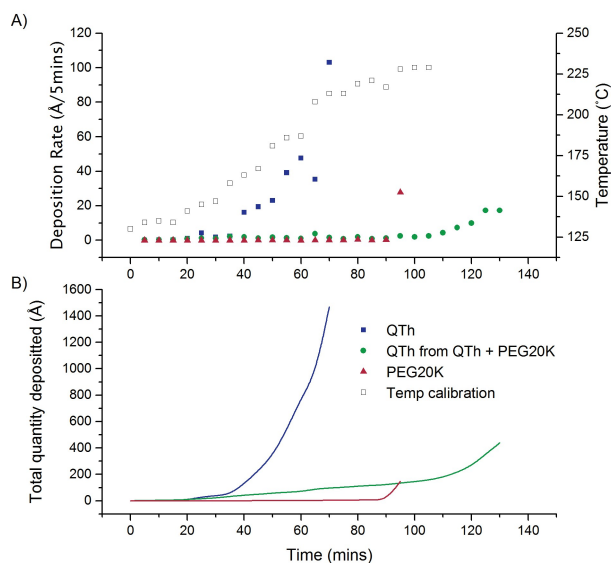 A)
Deposition Rate (Å/5mins)
120
100
80
60
40
20
0
250
225
200
175
150
125
Temperature (˚C)
0 20 40 60 80 100 120 140
B)
Total quantity depositted (Å)
1600
1400
1200
1000
800
600
400
200
0
QTh
QTh from QTh + PEG20K
PEG20K
Temp calibration
0 20 40 60 80 100 120 140
Time (mins)